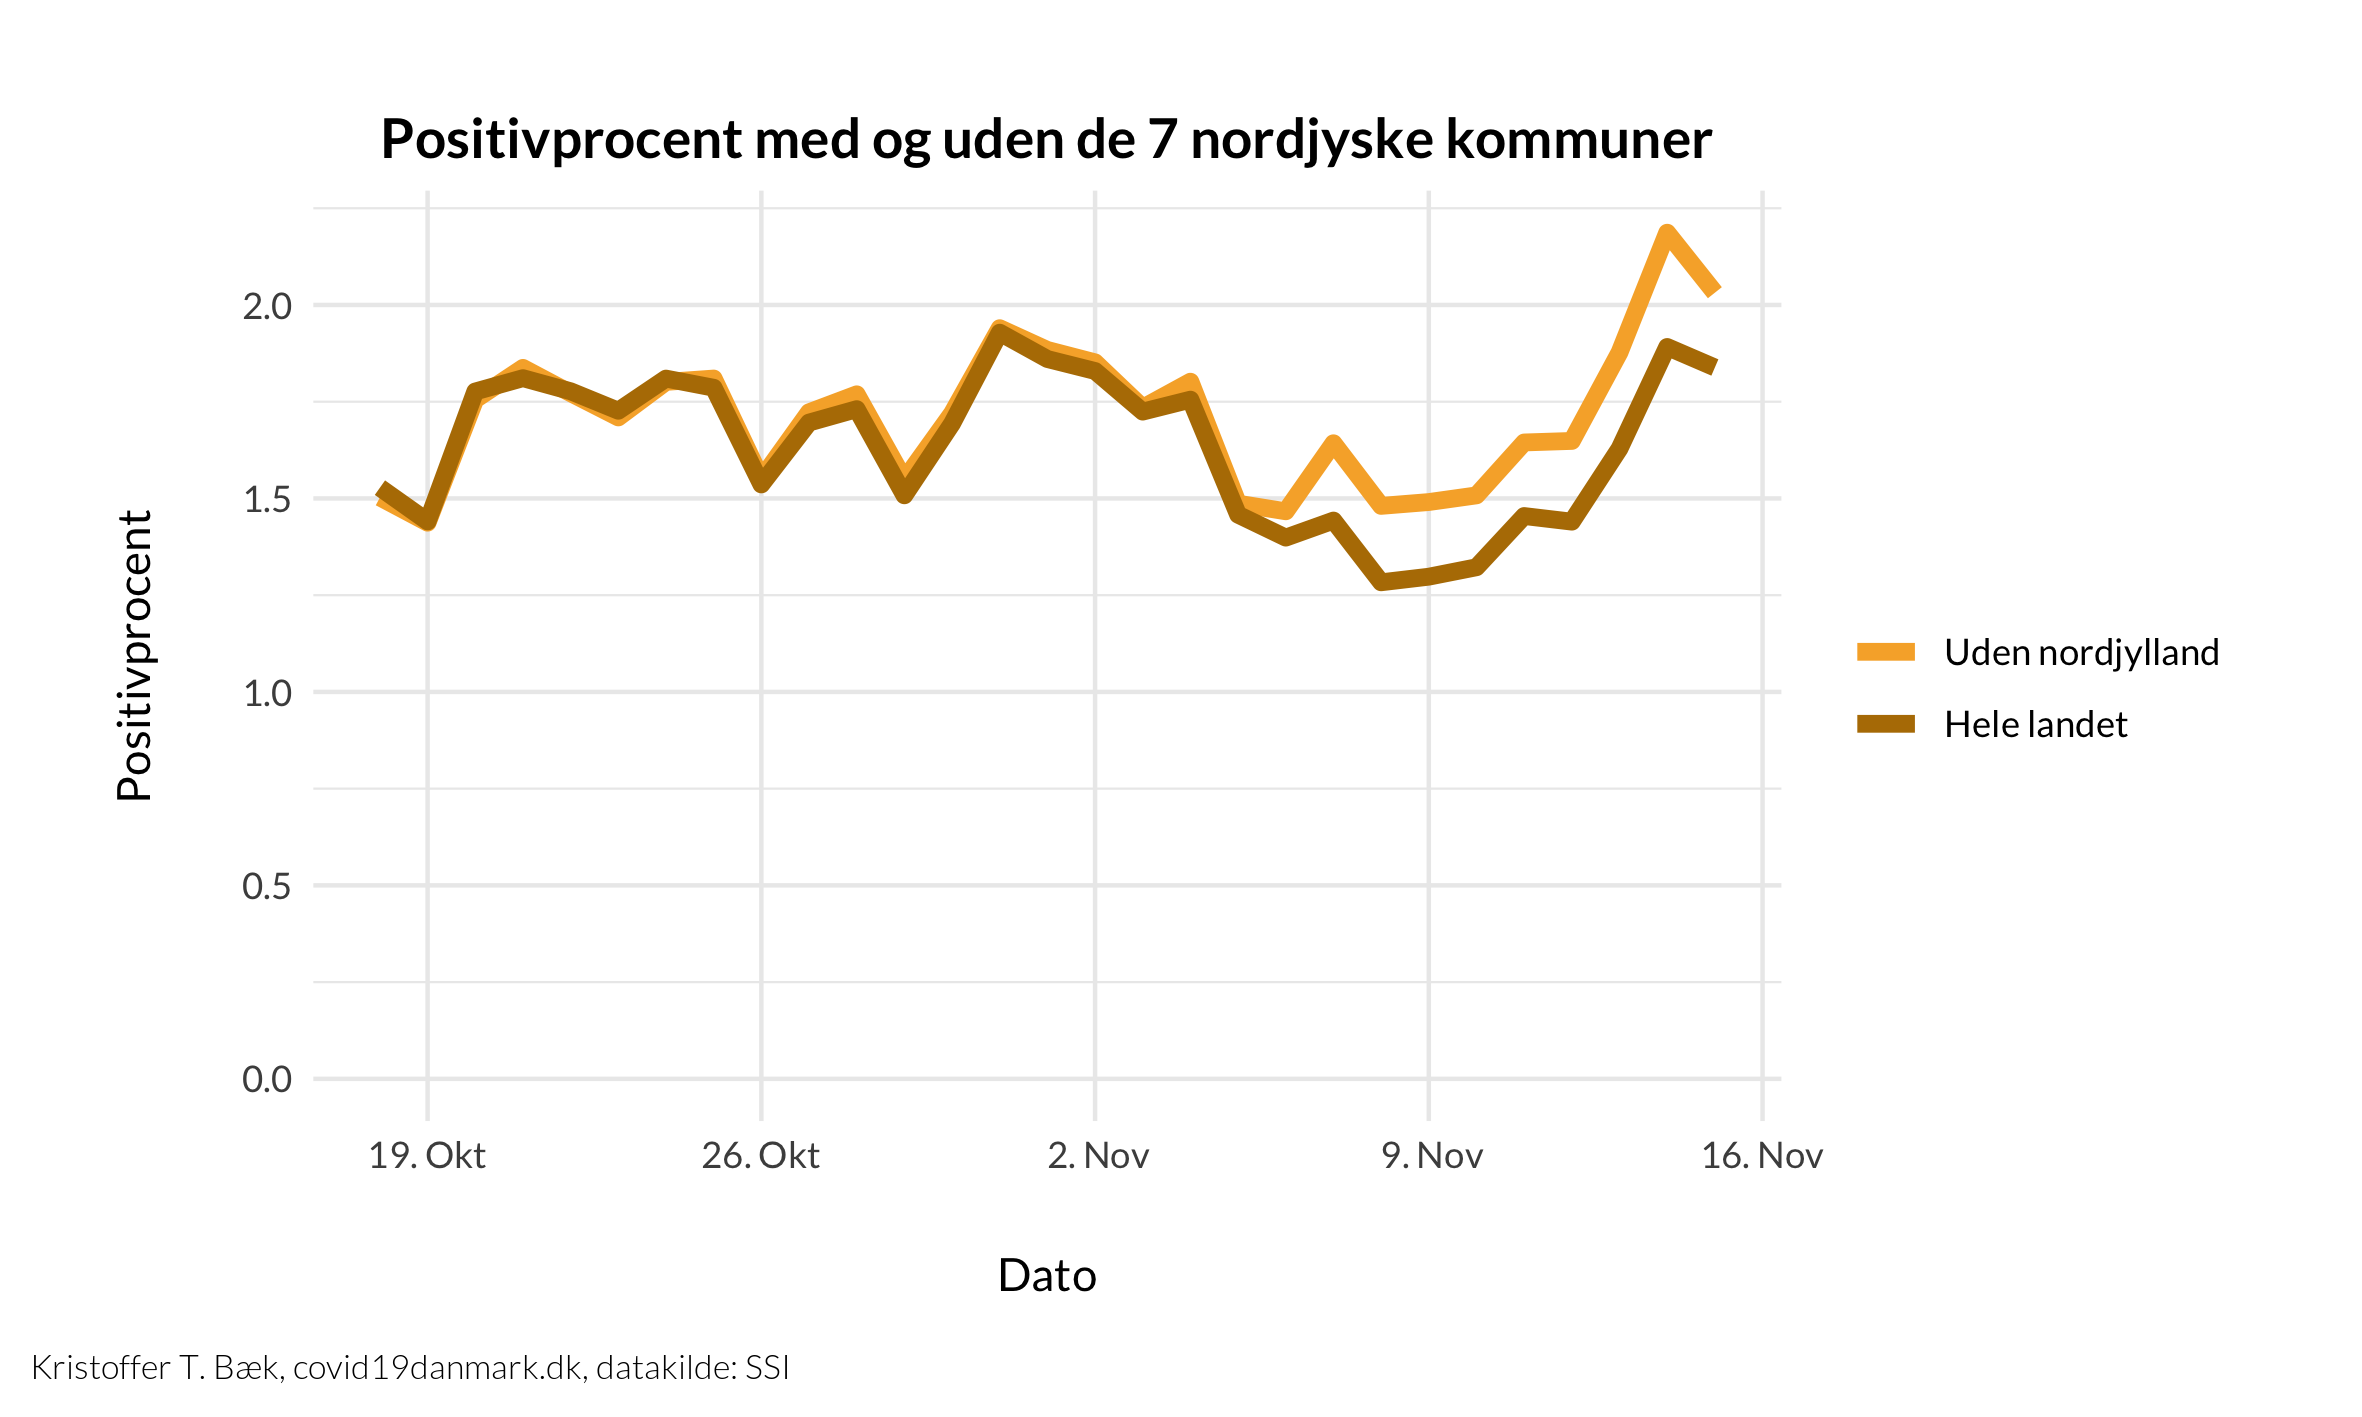 Positivprocent med og uden de 7 nordjyske kommuner
Positivprocent
2.0
1.5
1.0
0.5
0.0
19. Okt
26. Okt
2. Nov
9. Nov
16. Nov
Dato
Uden nordjylland
Hele landet
Kristoffer T. Bæk, covid19danmark.dk, datakilde: SSI